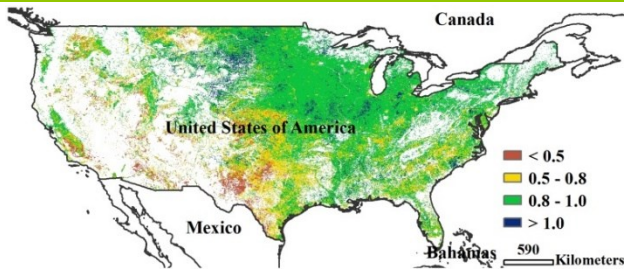 Canada
United States of America
< 0.5
0.5 - 0.8
0.8 - 1.0
> 1.0
Mexico
Bahamas
590
Kilometers